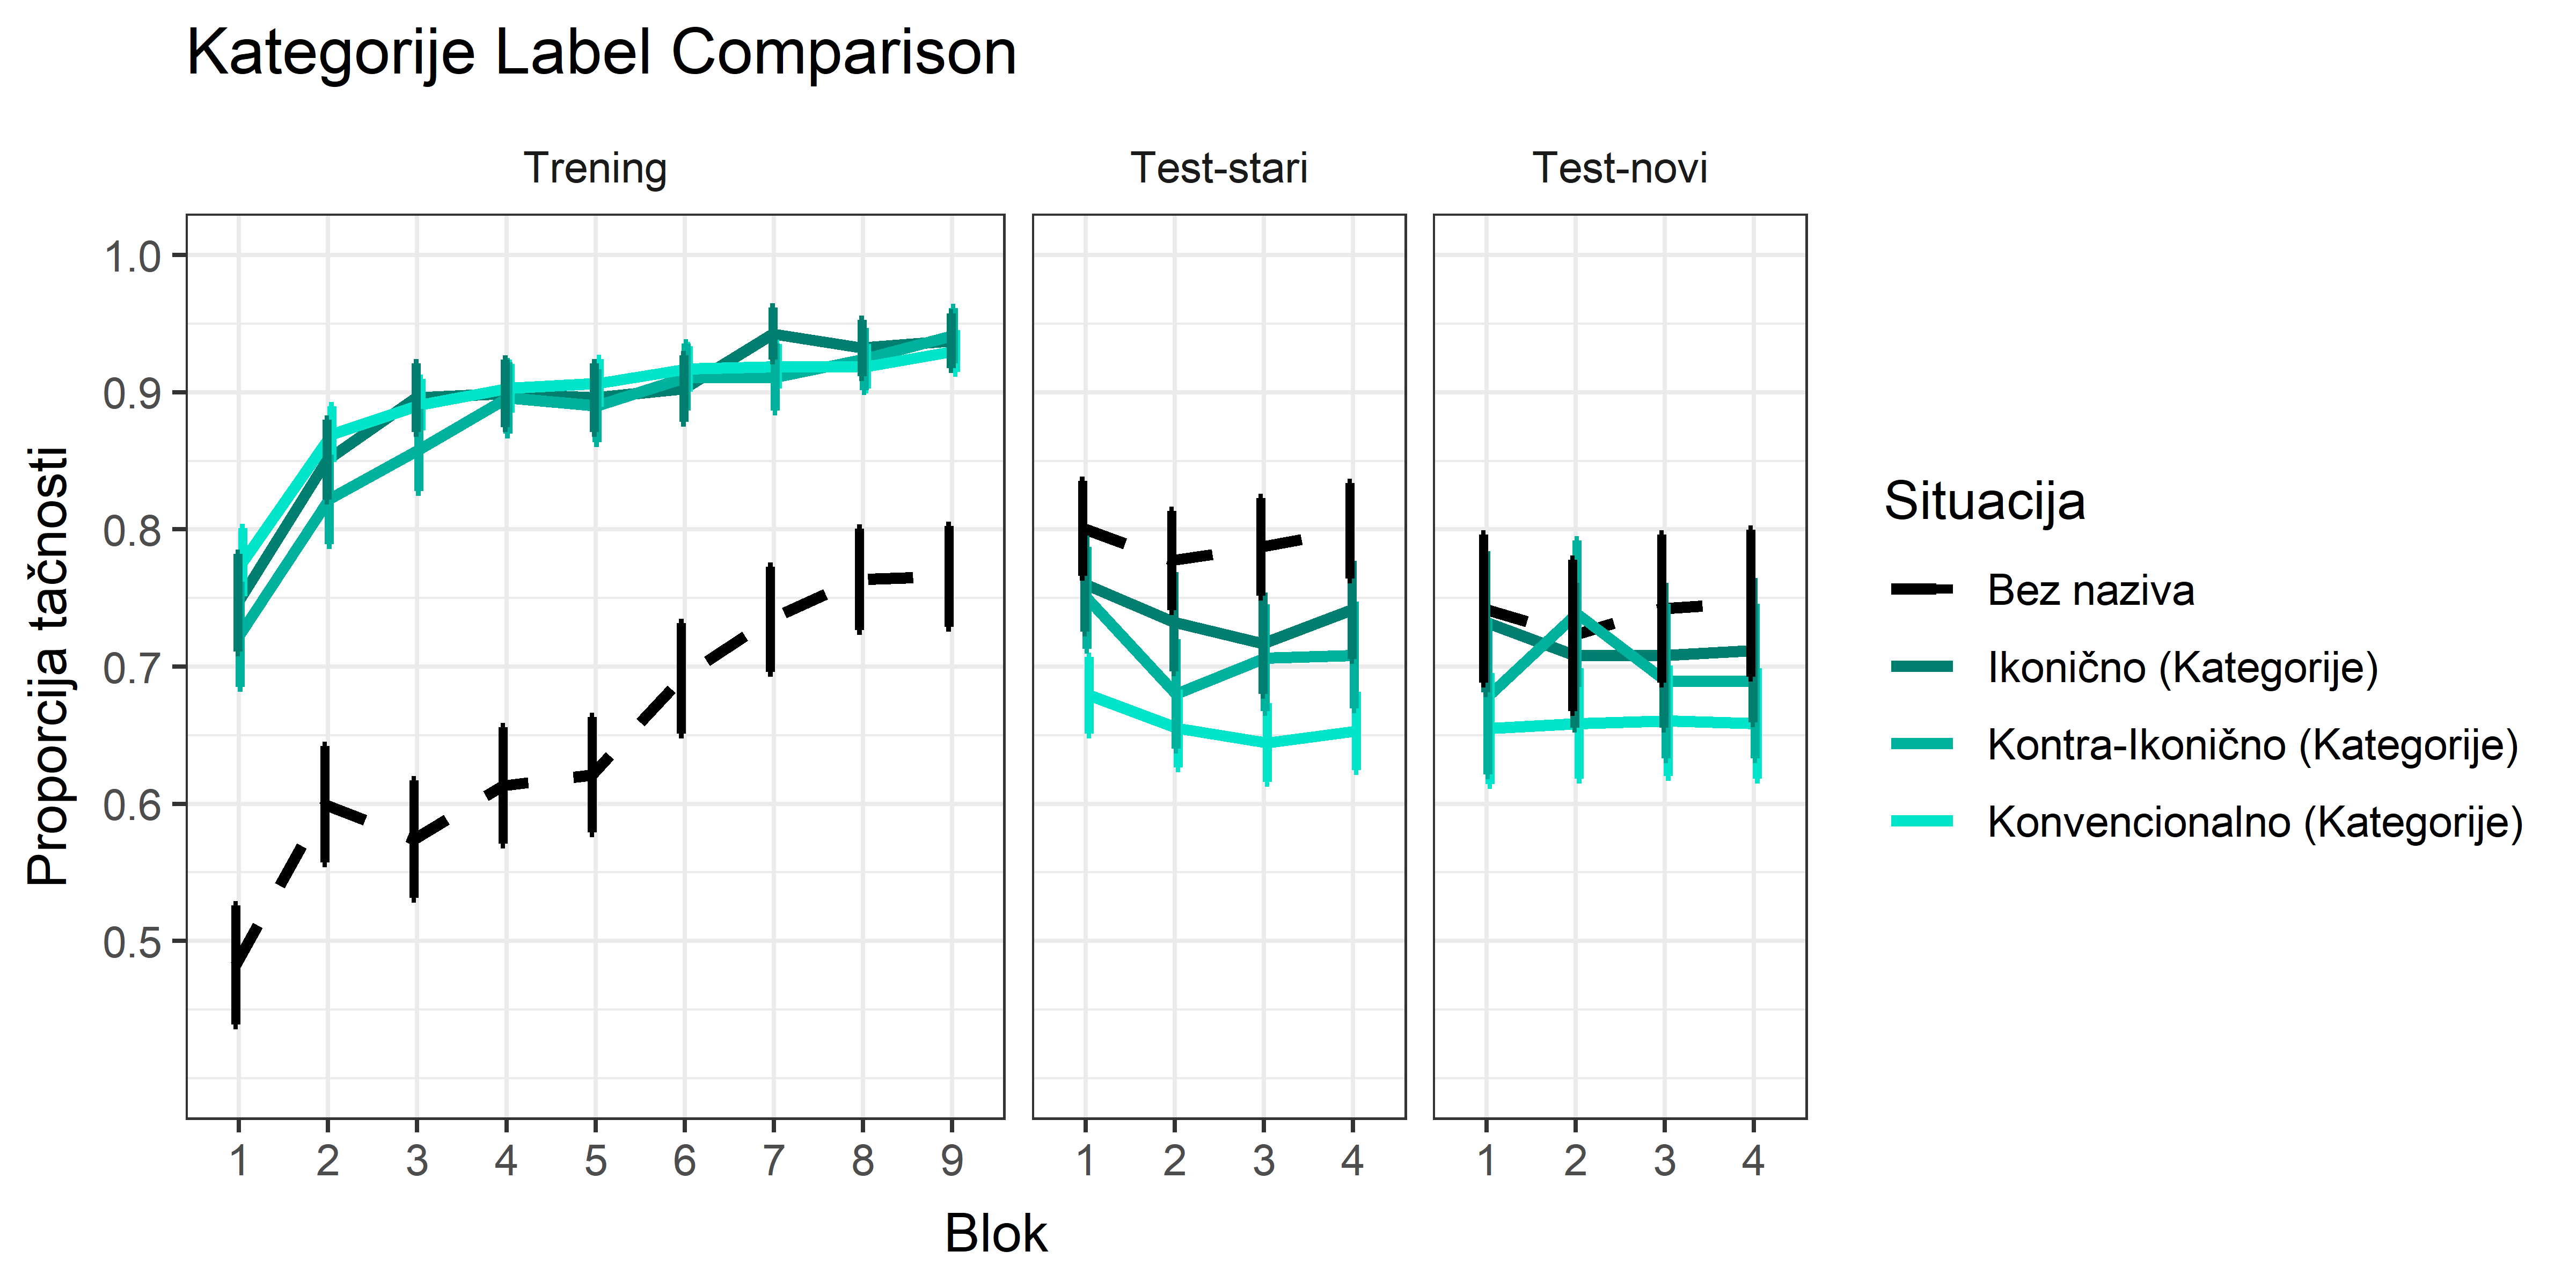 Kategorije Label Comparison
Trening
Test-stari
Test-novi
Proporcija tačnosti
1.0
0.9
0.8
0.7
0.6
0.5
1 2 3 4 5 6 7 8 9
1 2 3 4
1 2 3 4
Blok
Situacija
Bez naziva
Ikonično (Kategorije)
Kontra-Ikonično (Kategorije)
Konvencionalno (Kategorije)